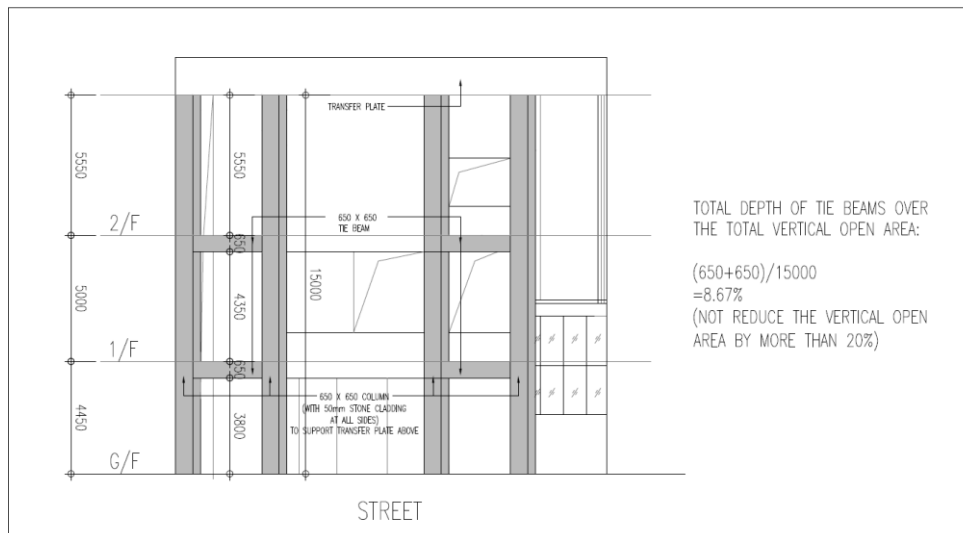 TRANSFER PLATE
5550
5550
2/F
650 X 650
TIE BEAM
650
15000
5000
4350
1/F
650
650 X 650 COLUMN
(WITH 50mm STONE CLADDING
AT ALL SIDES)
TO SUPPORT TRANSFER PLATE ABOVE
4450
3800
G/F
STREET
TOTAL DEPTH OF TIE BEAMS OVER
THE TOTAL VERTICAL OPEN AREA:
(650+650)/15000
=8.67%
(NOT REDUCE THE VERTICAL OPEN
AREA BY MORE THAN 20%)